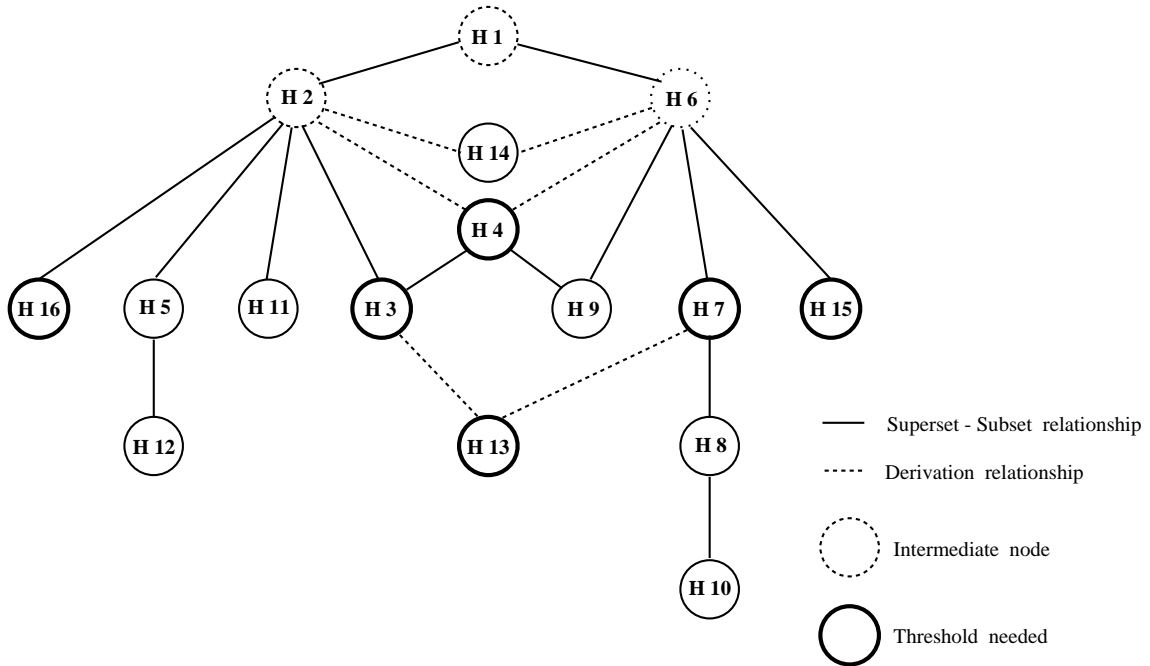 H 1
H 2
H 6
H 14
H 4
H 16
H 5
H 11
H 3
H 9
H 7
H 15
H 12
H 13
H 8
H 10
Superset - Subset relationship
Derivation relationship
Intermediate node
Threshold needed